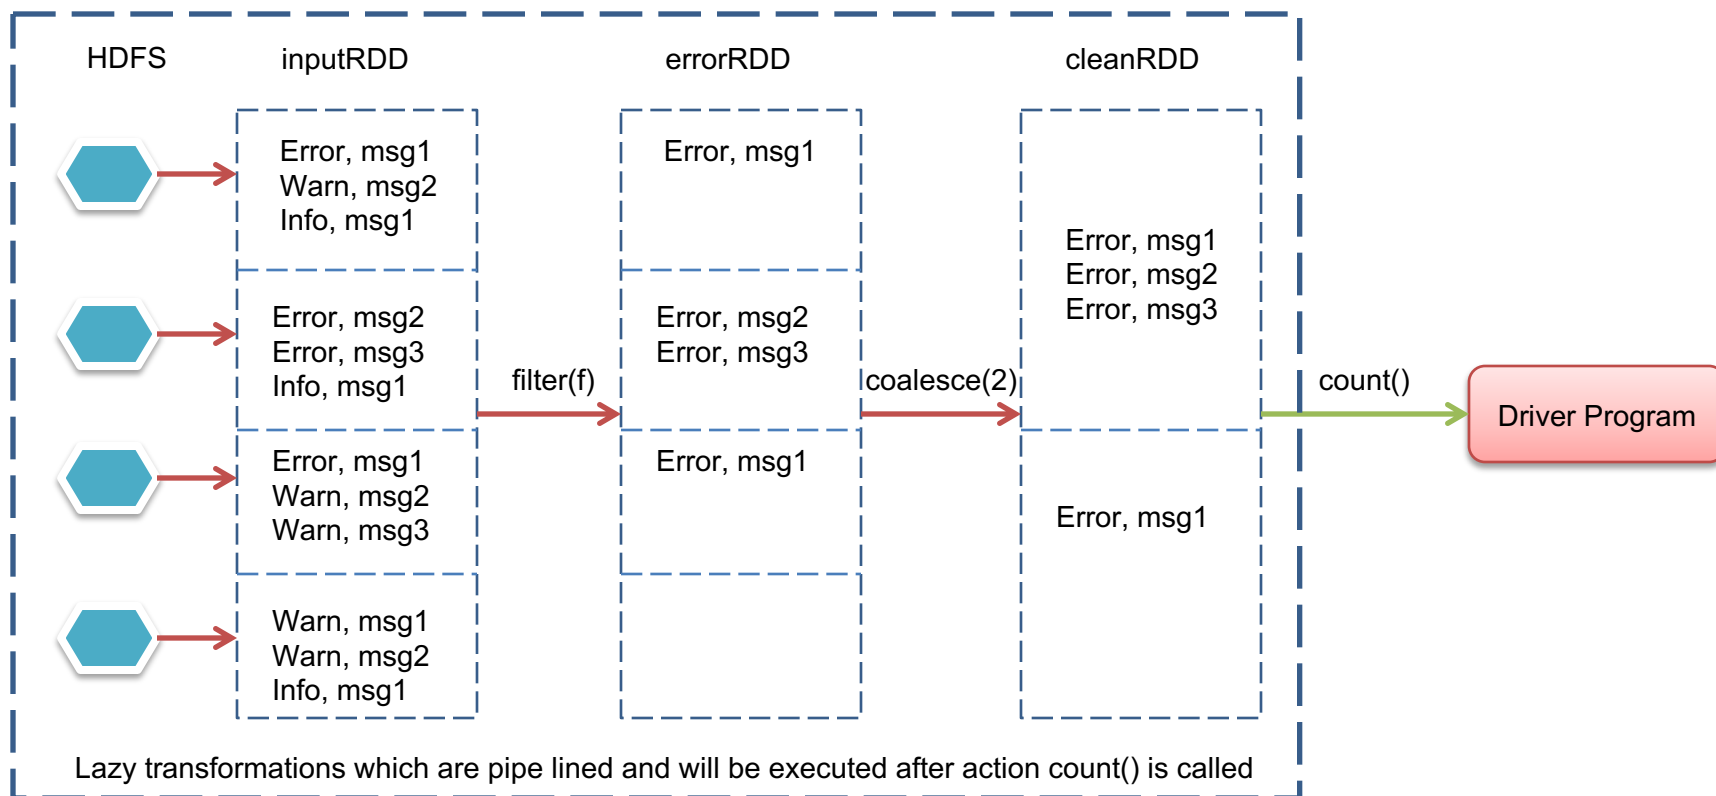 HDFS
inputRDD
errorRDD
cleanRDD
Error, msg1
Warn, msg2
Info, msg1
Error, msg2
Error, msg3
Info, msg1
Error, msg1
Warn, msg2
Warn, msg3
Warn, msg1
Warn, msg2
Info, msg1
filter(f)
Error, msg1
Error, msg2
Error, msg3
Error, msg1
coalesce(2)
Error, msg1
Error, msg2
Error, msg3
Error, msg1
count()
Driver Program
Lazy transformations which are pipe lined and will be executed after action count() is called